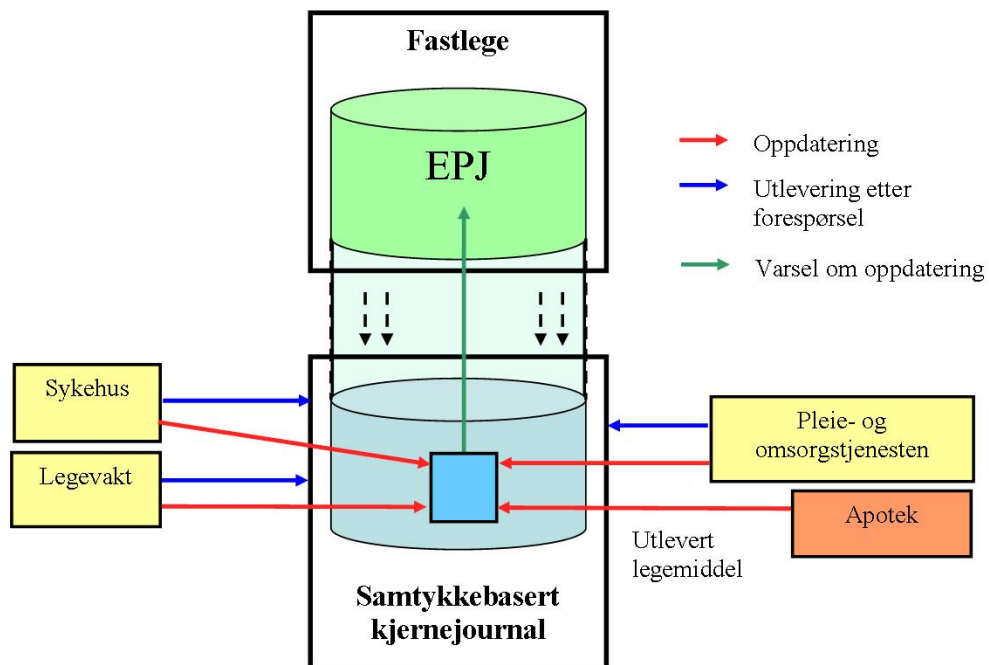 Fastlege
EPJ
Oppdatering
Utlevering etter
forespørsel
Varsel om oppdatering
Sykehus
Legevakt
Pleie- og
omsorgstjenesten
Apotek
Utlevert
legemiddel
Samtykkebasert
kjernejournal